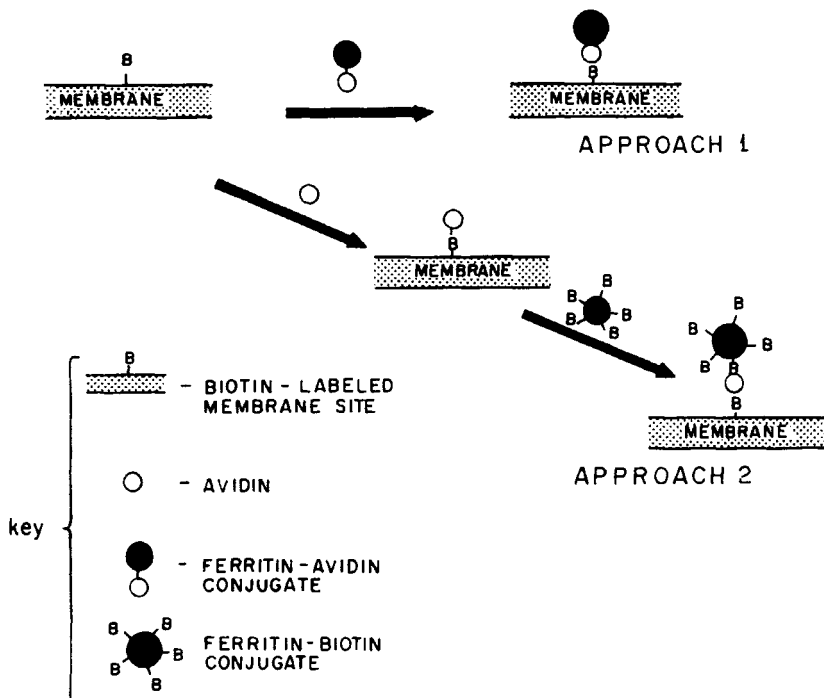 B
MEMBRANE
B
MEMBRANE
APPROACH 1
B
MEMBRANE
B B B B B
B B B B B
B
MEMBRANE
APPROACH 2
key
B
- BIOTIN-LABELED
MEMBRANE SITE
- AVIDIN
- FERRITIN-AVIDIN
CONJUGATE
B B B B B
FERRITIN-BIOTIN
CONJUGATE